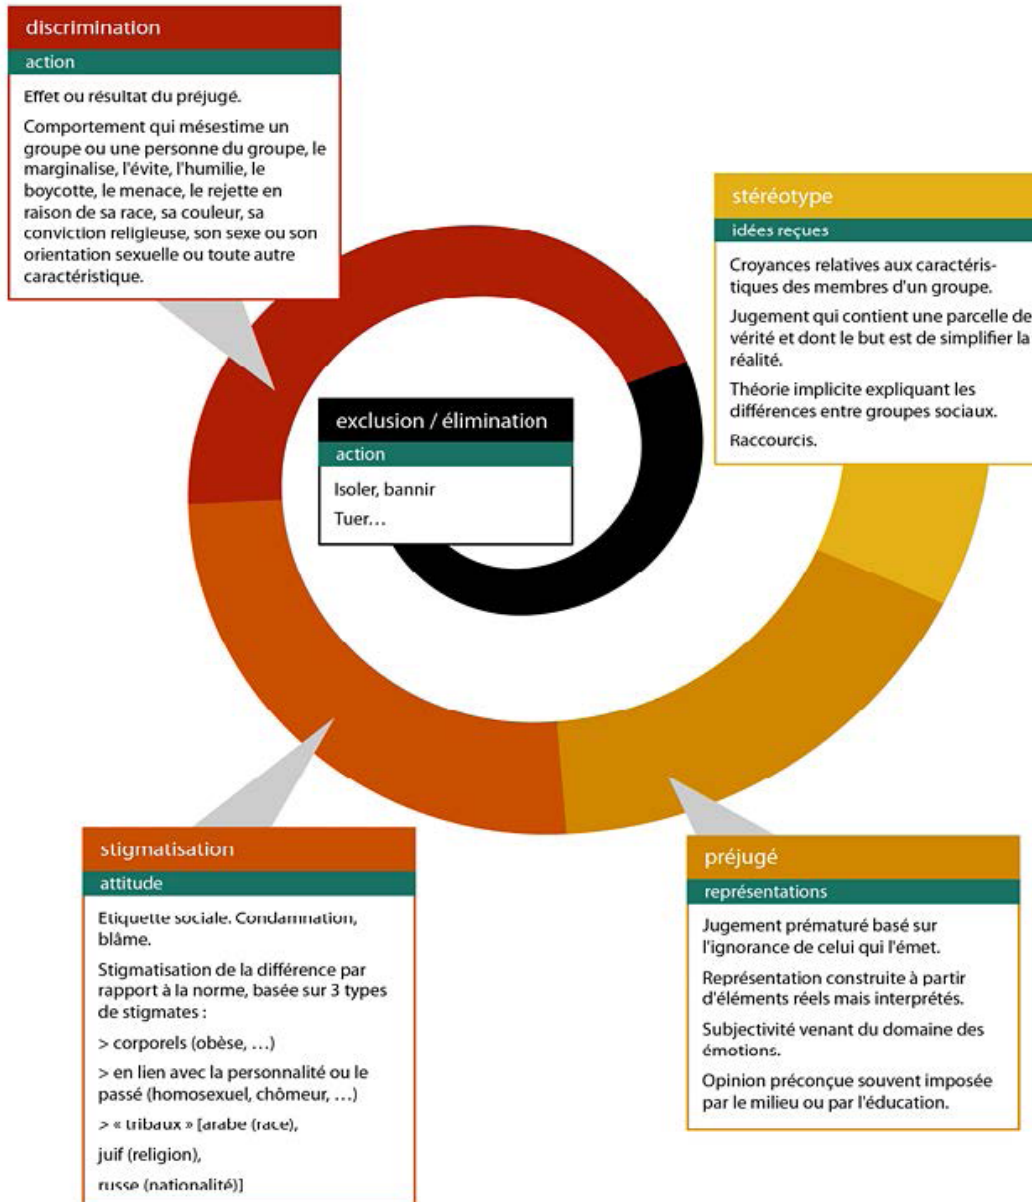 discrimination
action
Effet ou résultat du préjugé.
Comportement qui mésestime un
groupe ou une personne du groupe, le
marginalise, l'évite, l'humilie, le
boycotte, le menace, le rejette en
raison de sa race, sa couleur, sa
conviction religieuse, son sexe ou son
orientation sexuelle ou toute autre
caractéristique.
stéréotype
idées reçues
Croyances relatives aux caractéris-
tiques des membres d'un groupe.
Jugement qui contient une parcelle de
vérité et dont le but est de simplifier la
réalité.
Théorie implicite expliquant les
différences entre groupes sociaux.
Raccourcis.
exclusion / élimination
action
Isoler, bannir
Tuer...
stigmatisation
attitude
Etiquette sociale. Condamnation,
blâme.
Stigmatisation de la différence par
rapport à la norme, basée sur 3 types
de stigmates :
> corporels (obèse, ...)
> en lien avec la personnalité ou le
passé (homosexuel, chômeur, ...)
> « tribaux » [arabe (race),
juif (religion),
russe (nationalité)]
préjugé
représentations
Jugement prématuré basé sur
l'ignorance de celui qui l'émet.
Représentation construite à partir
d'éléments réels mais interprétés.
Subjectivité venant du domaine des
émotions.
Opinion préconçue souvent imposée
par le milieu ou par l'éducation.